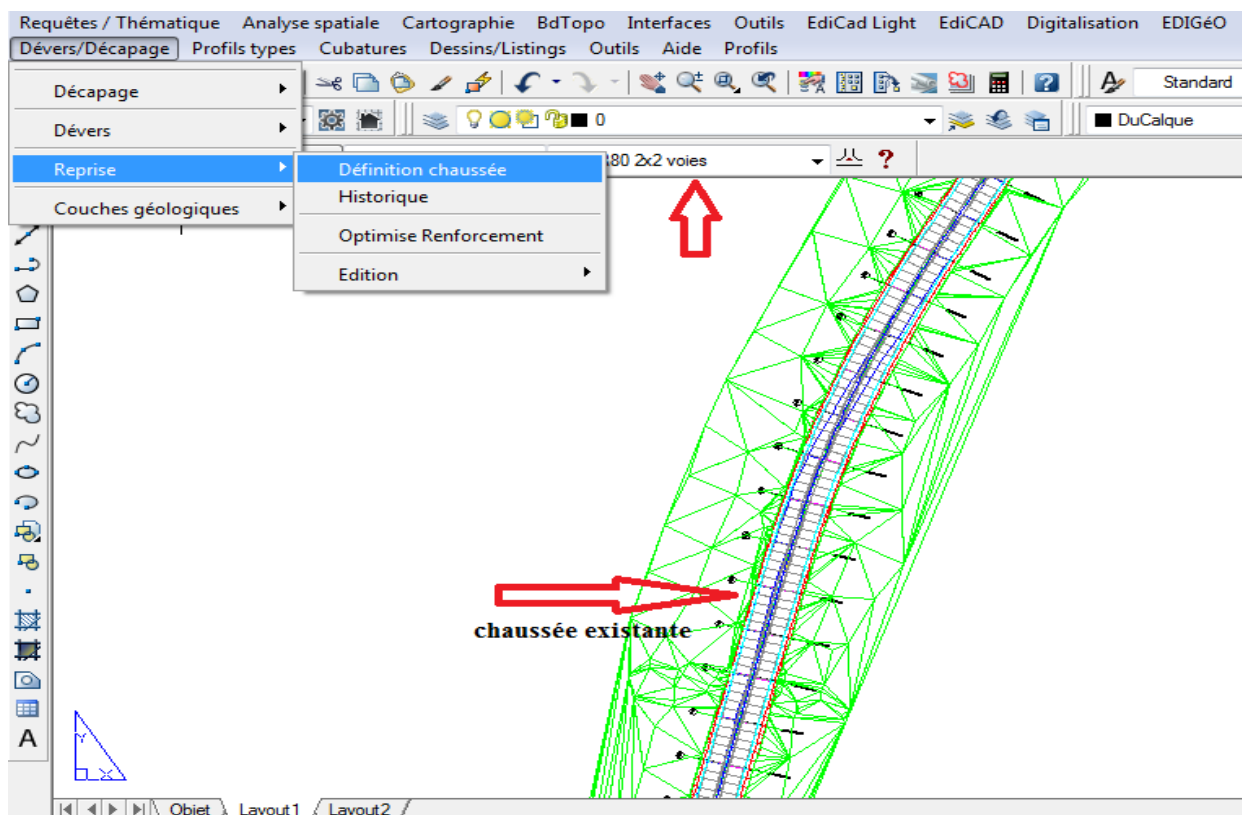 Requêtes / Thématique Analyse spatiale Cartographie BdTopo Interfaces Outils EdiCad Light EdiCAD Digitalisation EDIGéO
Dévers/Décapage Profils types Cubatures Dessins/Listings Outils Aide Profils
Standard
0
DuCalque
80 2x2 voies
Décapage
Dévers
Reprise
Couches géologiques
Définition chaussée
Historique
Optimise Renforcement
Edition
chaussée existante
Y
X
Objet Layout1 Layout2